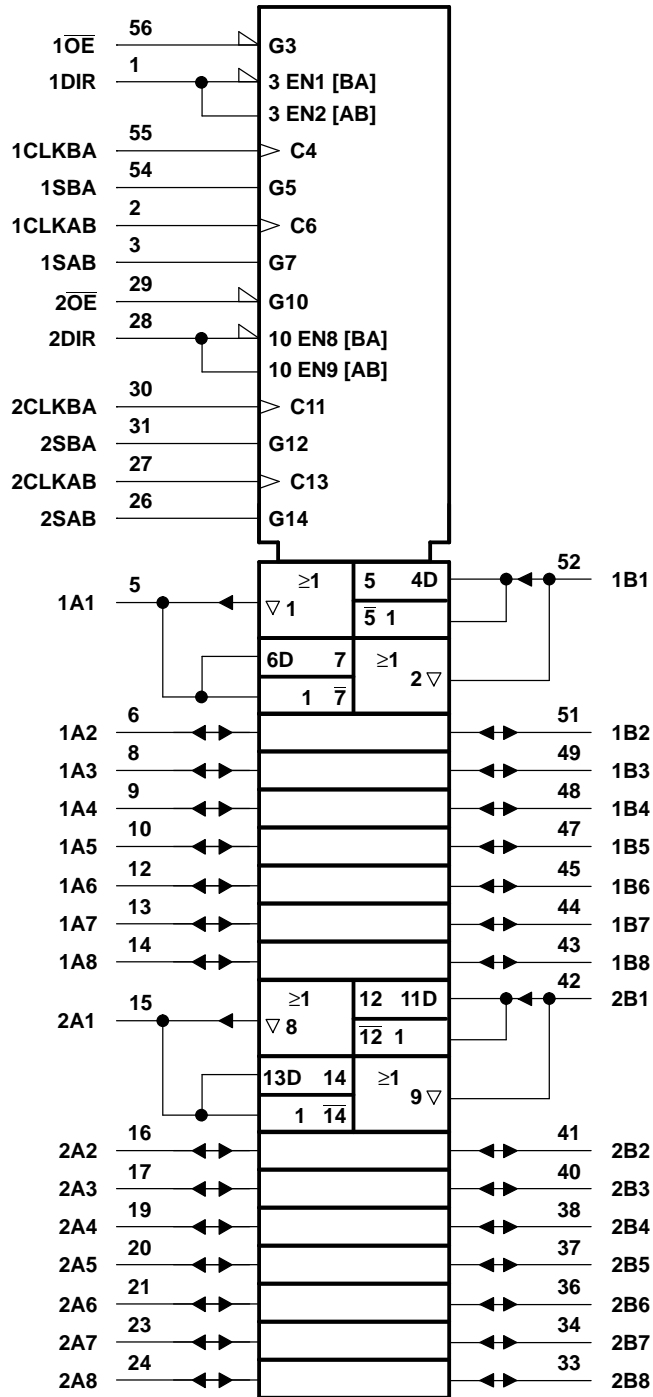 1O̅E̅ 56 G3
1DIR 1 3 EN1 [BA]
3 EN2 [AB]
1CLKBA 55 C4
1SBA 54 G5
1CLKAB 2 C6
1SAB 3 G7
2O̅E̅ 29 G10
2DIR 28 10 EN8 [BA]
10 EN9 [AB]
2CLKBA 30 C11
2SBA 31 G12
2CLKAB 27 C13
2SAB 26 G14
1A1 5 ≥1 5 4D 52 1B1
▽ 1 5̅ 1
6D 7 ≥1
1 7̅ 2 ▽
1A2 6 51 1B2
1A3 8 49 1B3
1A4 9 48 1B4
1A5 10 47 1B5
1A6 12 45 1B6
1A7 13 44 1B7
1A8 14 43 1B8
2A1 15 ≥1 12 11D 42 2B1
▽ 8 1̅2̅ 1
13D 14 ≥1
1 1̅4̅ 9 ▽
2A2 16 41 2B2
2A3 17 40 2B3
2A4 19 38 2B4
2A5 20 37 2B5
2A6 21 36 2B6
2A7 23 34 2B7
2A8 24 33 2B8